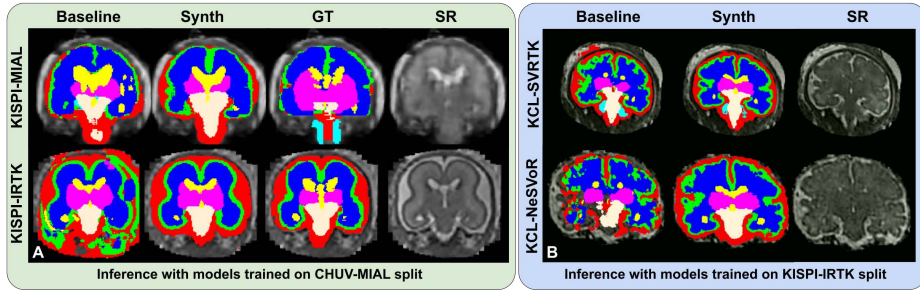 Baseline Synth GT SR
KISPI-MIAL
KISPI-IRTK
A
Inference with models trained on CHUV-MIAL split
Baseline Synth SR
KCL-SVRTK
KCL-NeSVoR
B
Inference with models trained on KISPI-IRTK split